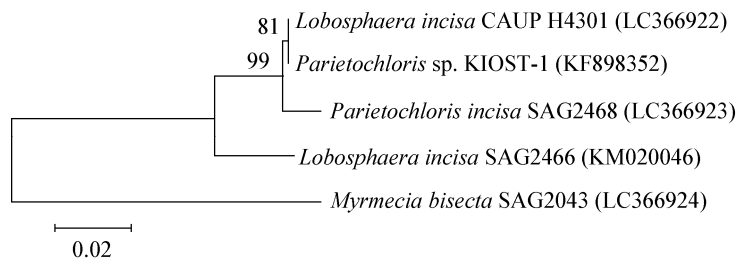 81
Lobosphaera incisa CAUP H4301 (LC366922)
99
Parietochloris sp. KIOST-1 (KF898352)
Parietochloris incisa SAG2468 (LC366923)
Lobosphaera incisa SAG2466 (KM020046)
Myrmecia bisecta SAG2043 (LC366924)
0.02